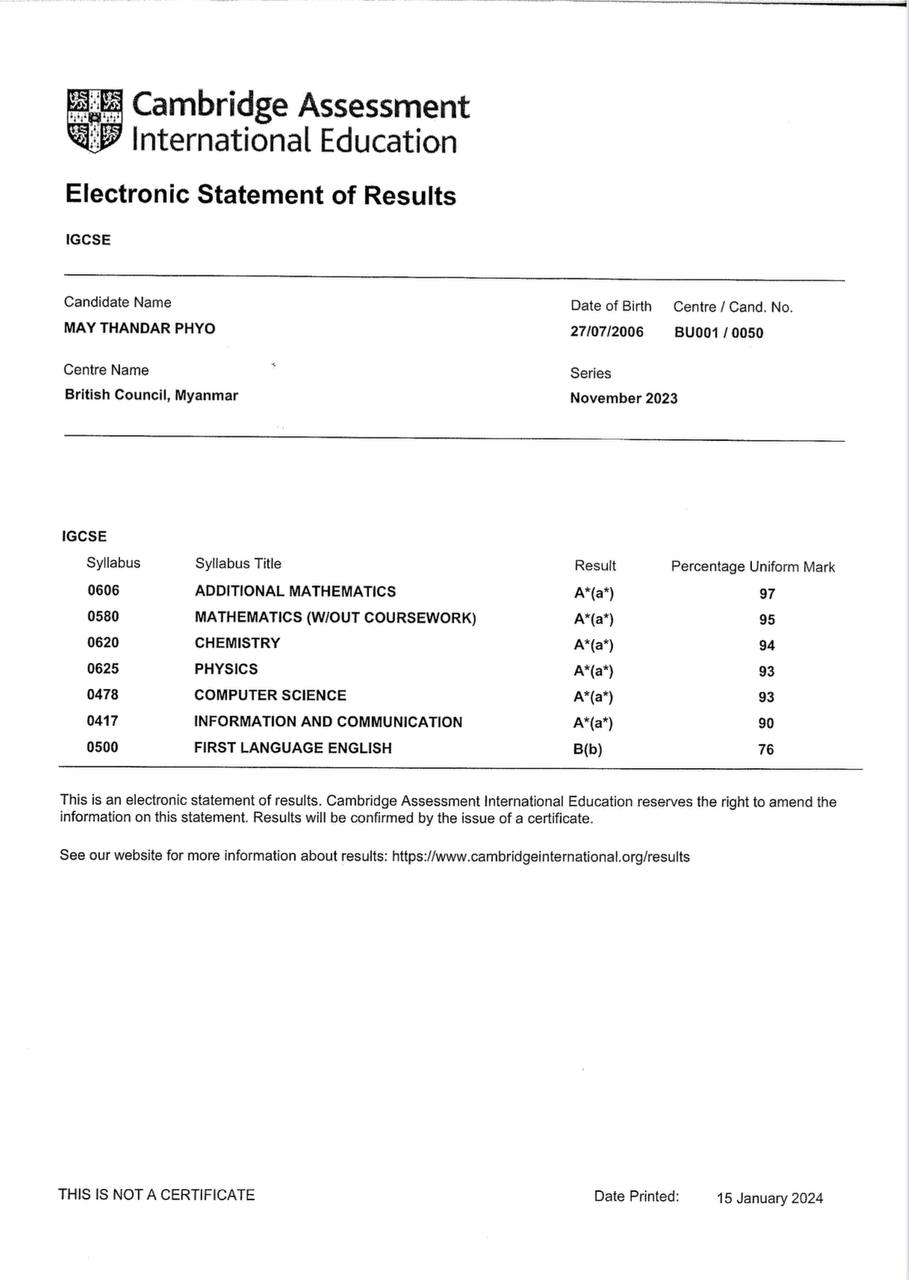 Cambridge Assessment
International Education
Electronic Statement of Results
IGCSE
Candidate Name
Date of Birth
Centre / Cand. No.
MAY THANDAR PHYO
27/07/2006
BU001 / 0050
Centre Name
Series
British Council, Myanmar
November 2023
IGCSE
Syllabus Syllabus Title Result Percentage Uniform Mark
0606 ADDITIONAL MATHEMATICS A*(a*) 97
0580 MATHEMATICS (W/OUT COURSEWORK) A*(a*) 95
0620 CHEMISTRY A*(a*) 94
0625 PHYSICS A*(a*) 93
0478 COMPUTER SCIENCE A*(a*) 93
0417 INFORMATION AND COMMUNICATION A*(a*) 90
0500 FIRST LANGUAGE ENGLISH B(b) 76
This is an electronic statement of results. Cambridge Assessment International Education reserves the right to amend the
information on this statement. Results will be confirmed by the issue of a certificate.
See our website for more information about results: https://www.cambridgeinternational.org/results
THIS IS NOT A CERTIFICATE
Date Printed: 15 January 2024